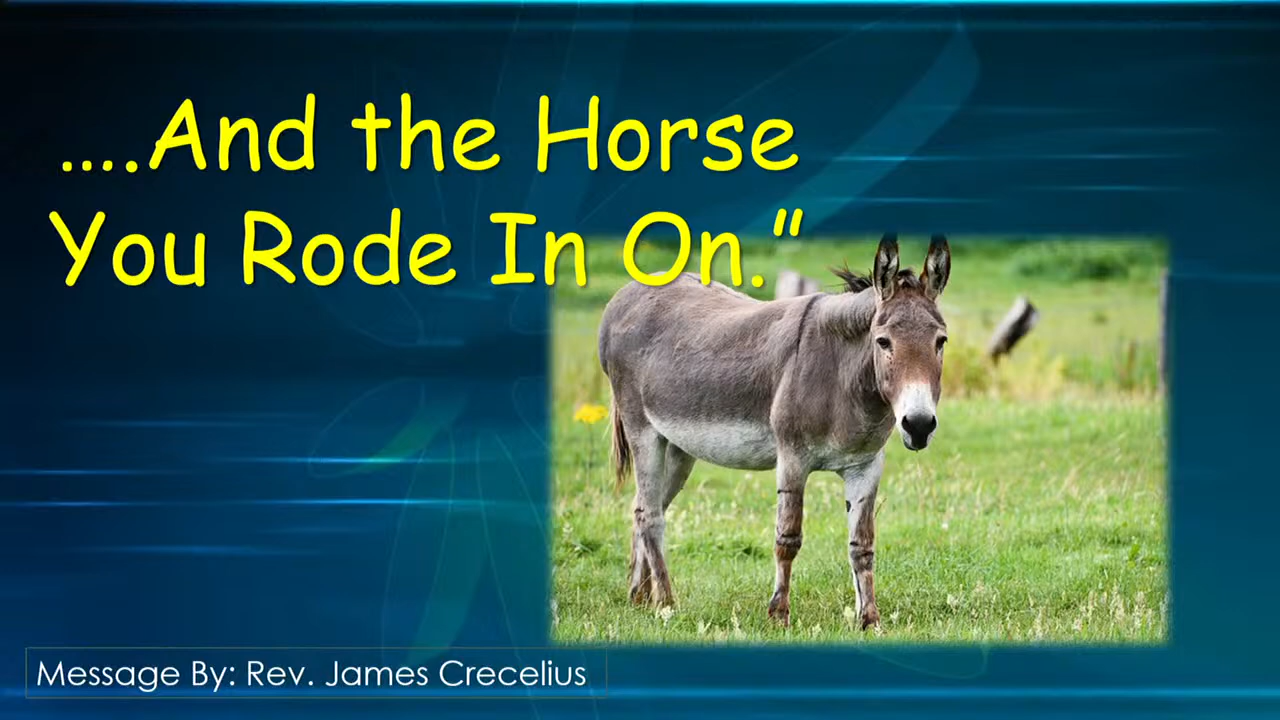 ….And the Horse
You Rode In On.”
Message By: Rev. James Crecelius